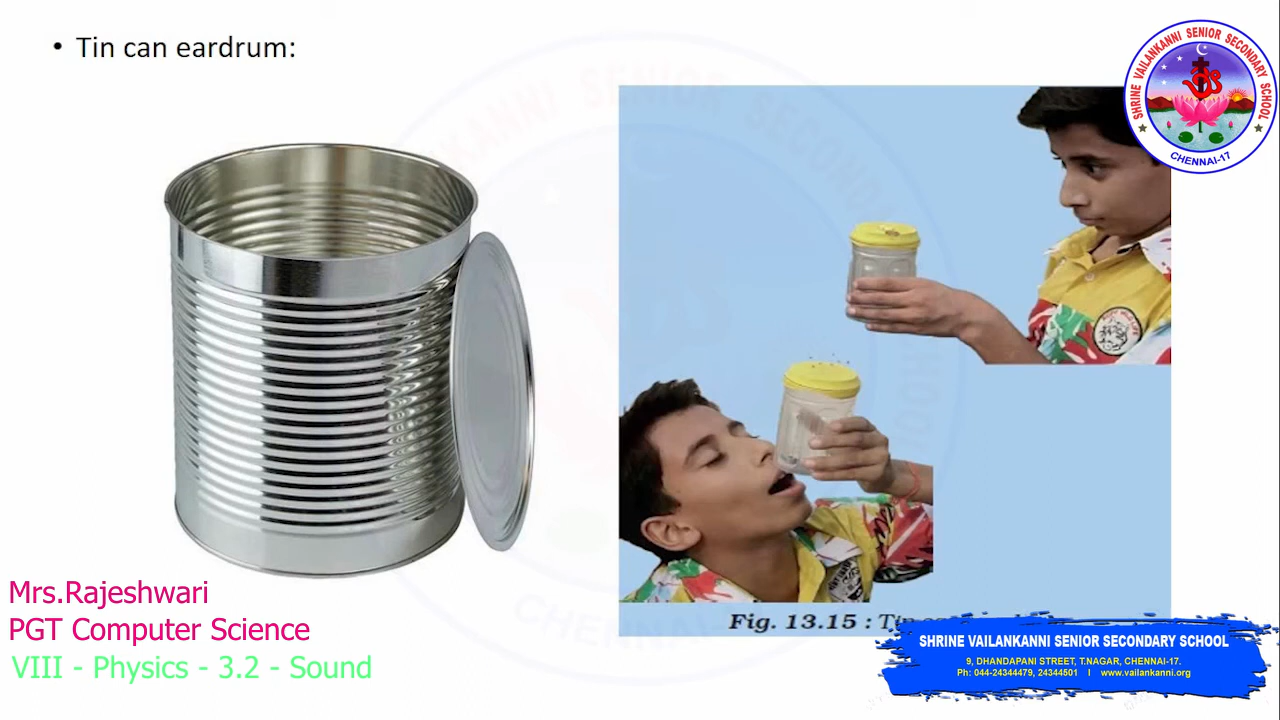 • Tin can eardrum:
SHRINE VAILANKANNI SENIOR SECONDARY SCHOOL
CHENNAI-17
Fig. 13.15 :
Mrs.Rajeshwari
PGT Computer Science
VIII - Physics - 3.2 - Sound
SHRINE VAILANKANNI SENIOR SECONDARY SCHOOL
9, DHANDAPANI STREET, T.NAGAR, CHENNAI-17.
Ph: 044-24344479, 24344501 I www.vailankanni.org